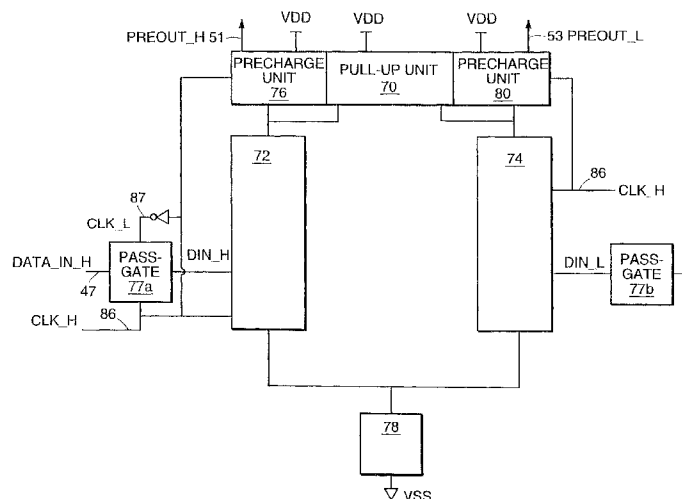 VDD VDD VDD
PREOUT_H 51
53 PREOUT_L
PRECHARGE UNIT 76
PULL-UP UNIT 70
PRECHARGE UNIT 80
72
74
87
CLK_L
86
CLK_H
DATA_IN_H
47
PASS-GATE 77a
DIN_H
DIN_L
PASS-GATE 77b
CLK_H
86
78
VSS